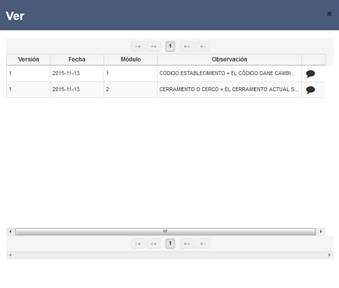 Ver
×
1
Versión Fecha Módulo Observación
1 2015-11-13 1 CODIGO ESTABLECIMIENTO » EL CÓDIGO DANE CAMBI...
1 2015-11-13 2 CERRAMIENTO O CERCO » EL CERRAMIENTO ACTUAL S...
1